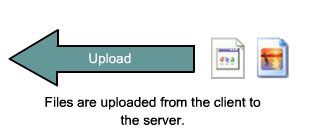 Upload
Files are uploaded from the client to
the server.